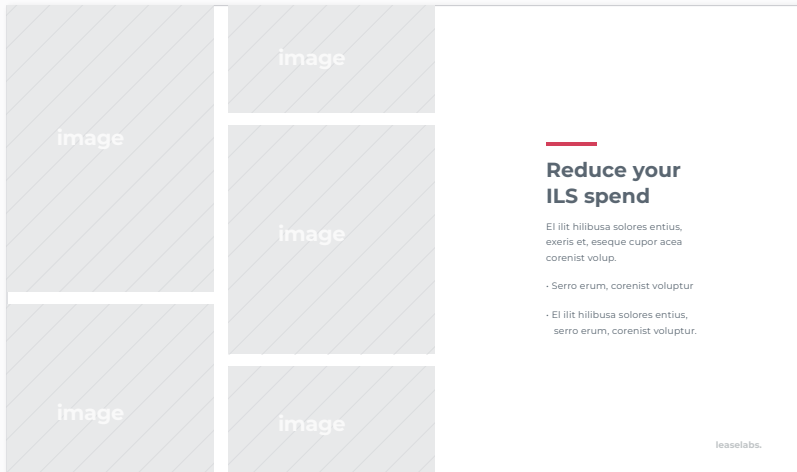 image
image
image
image
image
Reduce your
ILS spend
El ilit hilibusa solores entius,
exeris et, eseque cupor acea
corenist volup.
• Serro erum, corenist voluptur
• El ilit hilibusa solores entius,
serro erum, corenist voluptur.
leaselabs.